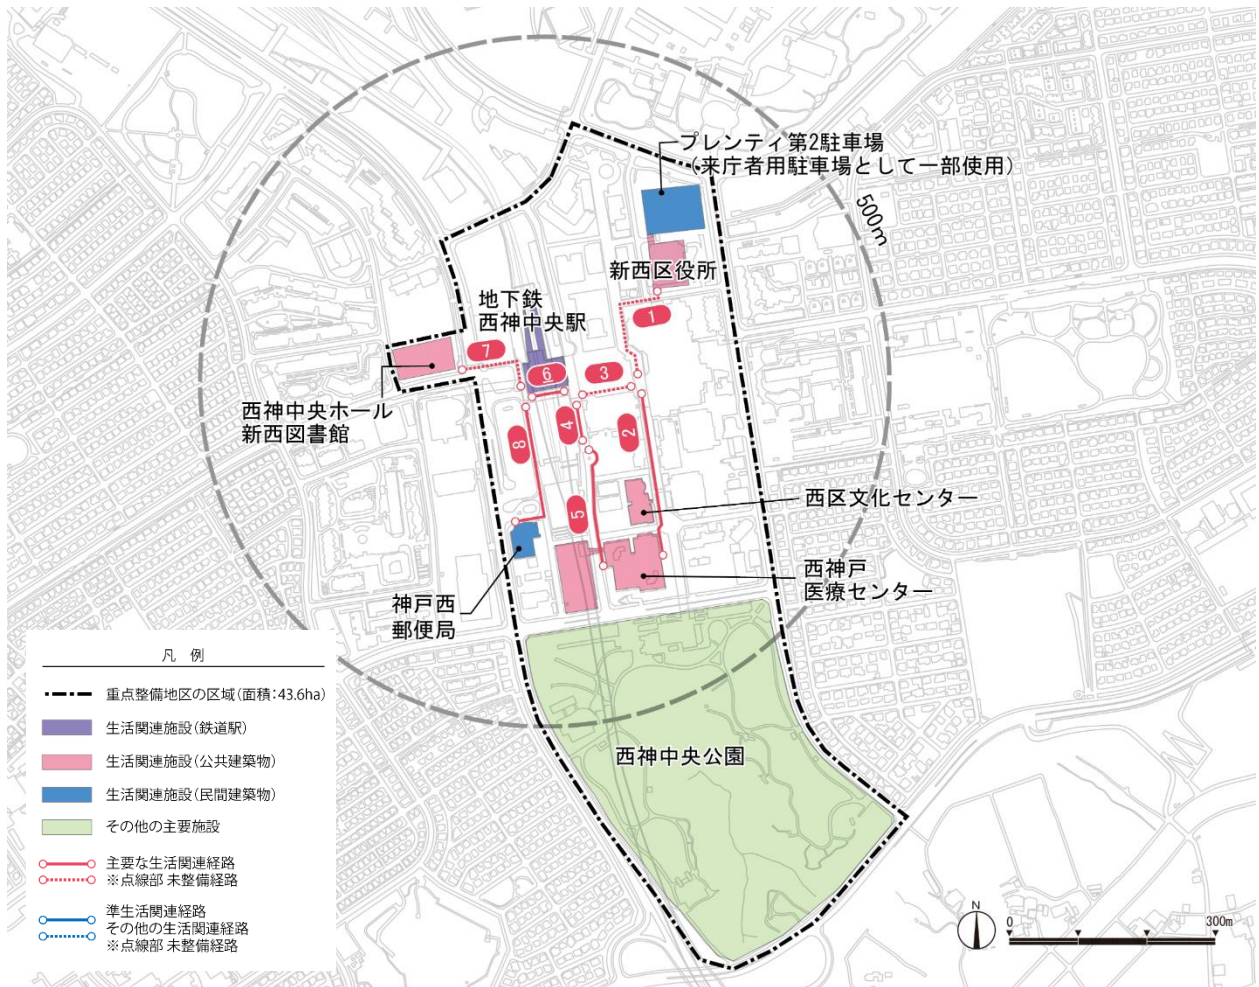 プレンティ第2駐車場
（来庁者用駐車場として一部使用）
500m
新西区役所
1
地下鉄
西神中央駅
7
6
3
西神中央ホール
新西図書館
8
4
2
5
西区文化センター
西神戸
医療センター
神戸西
郵便局
西神中央公園
凡 例
重点整備地区の区域(面積:43.6ha)
生活関連施設(鉄道駅)
生活関連施設(公共建築物)
生活関連施設(民間建築物)
その他の主要施設
主要な生活関連経路
※点線部 未整備経路
準生活関連経路
その他の生活関連経路
※点線部 未整備経路
N
0 300m